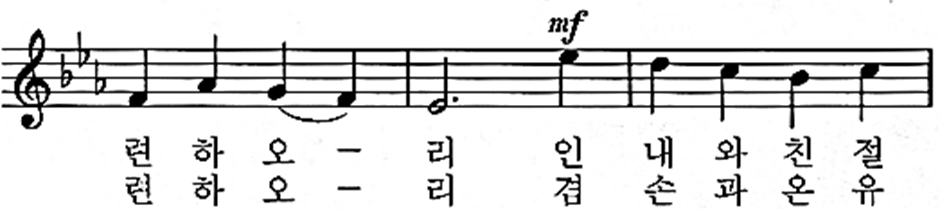 mf
련 하 오 - 리 인 내 와 친 절
련 하 오 - 리 겸 손 과 온 유